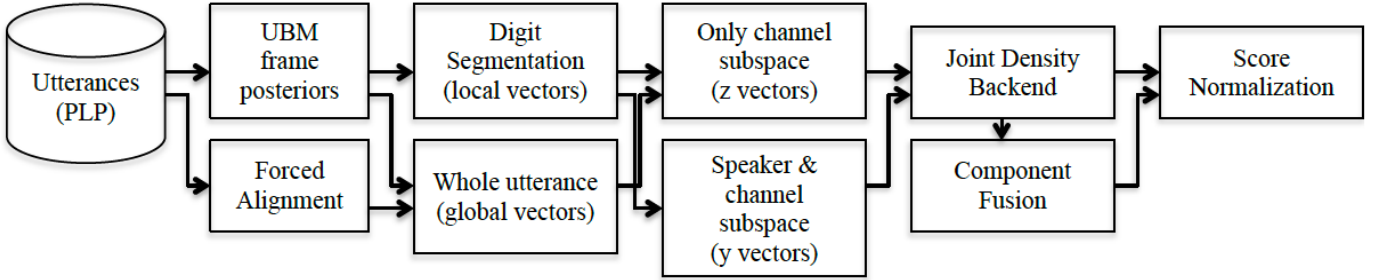 Utterances
(PLP)
UBM
frame
posteriors
Forced
Alignment
Digit
Segmentation
(local vectors)
Whole utterance
(global vectors)
Only channel
subspace
(z vectors)
Speaker &
channel
subspace
(y vectors)
Joint Density
Backend
Component
Fusion
Score
Normalization